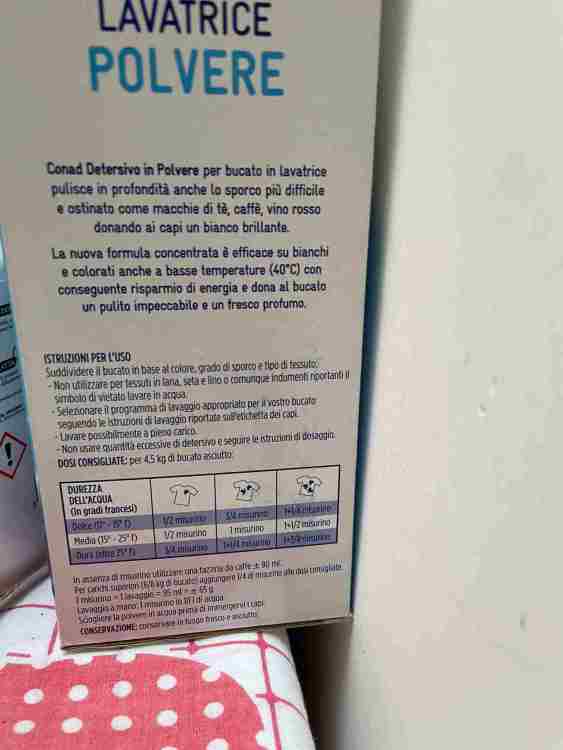 LAVATRICE
POLVERE
Conad Detersivo in Polvere per bucato in lavatrice
pulisce in profondità anche lo sporco più difficile
e ostinato come macchie di tè, caffè, vino rosso
donando ai capi un bianco brillante.
La nuova formula concentrata è efficace su bianchi
e colorati anche a basse temperature (40°C) con
conseguente risparmio di energia e dona al bucato
un pulito impeccabile e un fresco profumo.
ISTRUZIONI PER L'USO
Suddividere il bucato in base al colore, grado di sporco e tipo di tessuto:
- Non utilizzare per tessuti in lana, seta e lino o comunque indumenti riportanti il
simbolo di vietato lavare in acqua.
- Selezionare il programma di lavaggio appropriato per il vostro bucato
seguendo le istruzioni di lavaggio riportate sull'etichetta dei capi.
- Lavare possibilmente a pieno carico.
- Non usare quantità eccessive di detersivo e seguire le istruzioni di dosaggio.
DOSI CONSIGLIATE: per 4,5 kg di bucato asciutto:
DUREZZA
DELL'ACQUA
(in gradi francesi)
Dolce 15° f) 1/2 misurino 3/4 misurino 1+1/4 misurino
Media (15° - 25° f) 1/2 misurino 1 misurino 1+1/2 misurino
Dura (oltre 25° f) 3/4 misurino 1+1/4 misurino 1+3/4 misurino
In assenza di misurino utilizzare una tazzina da caffè ± 90 ml.
Per carichi superiori (6/8 kg di bucato) aggiungere 1/4 di misurino alle dosi consigliate.
1 misurino = 1 lavaggio = 95 ml = ± 65 g
Lavaggio a mano: 1 misurino in 10 l di acqua.
Sciogliere la polvere in acqua prima di immergervi i capi.
CONSERVAZIONE: conservare in luogo fresco e asciutto.